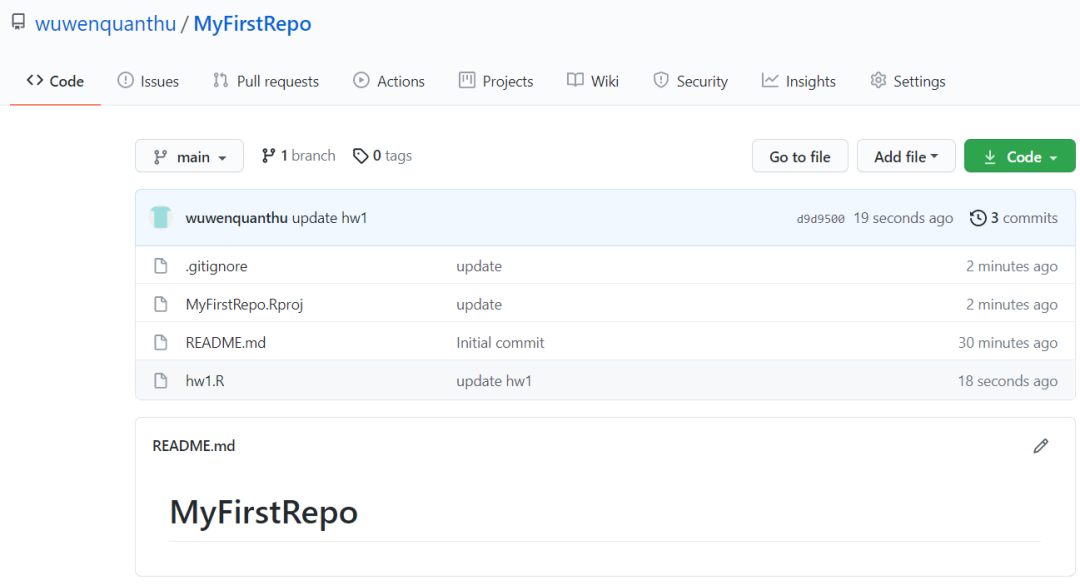 wuwenquanthu / MyFirstRepo
Code Issues Pull requests Actions Projects Wiki Security Insights Settings
main 1 branch 0 tags Go to file Add file Code
wuwenquanthu update hw1 d9d9500 19 seconds ago 3 commits
.gitignore update 2 minutes ago
MyFirstRepo.Rproj update 2 minutes ago
README.md Initial commit 30 minutes ago
hw1.R update hw1 18 seconds ago
README.md
MyFirstRepo